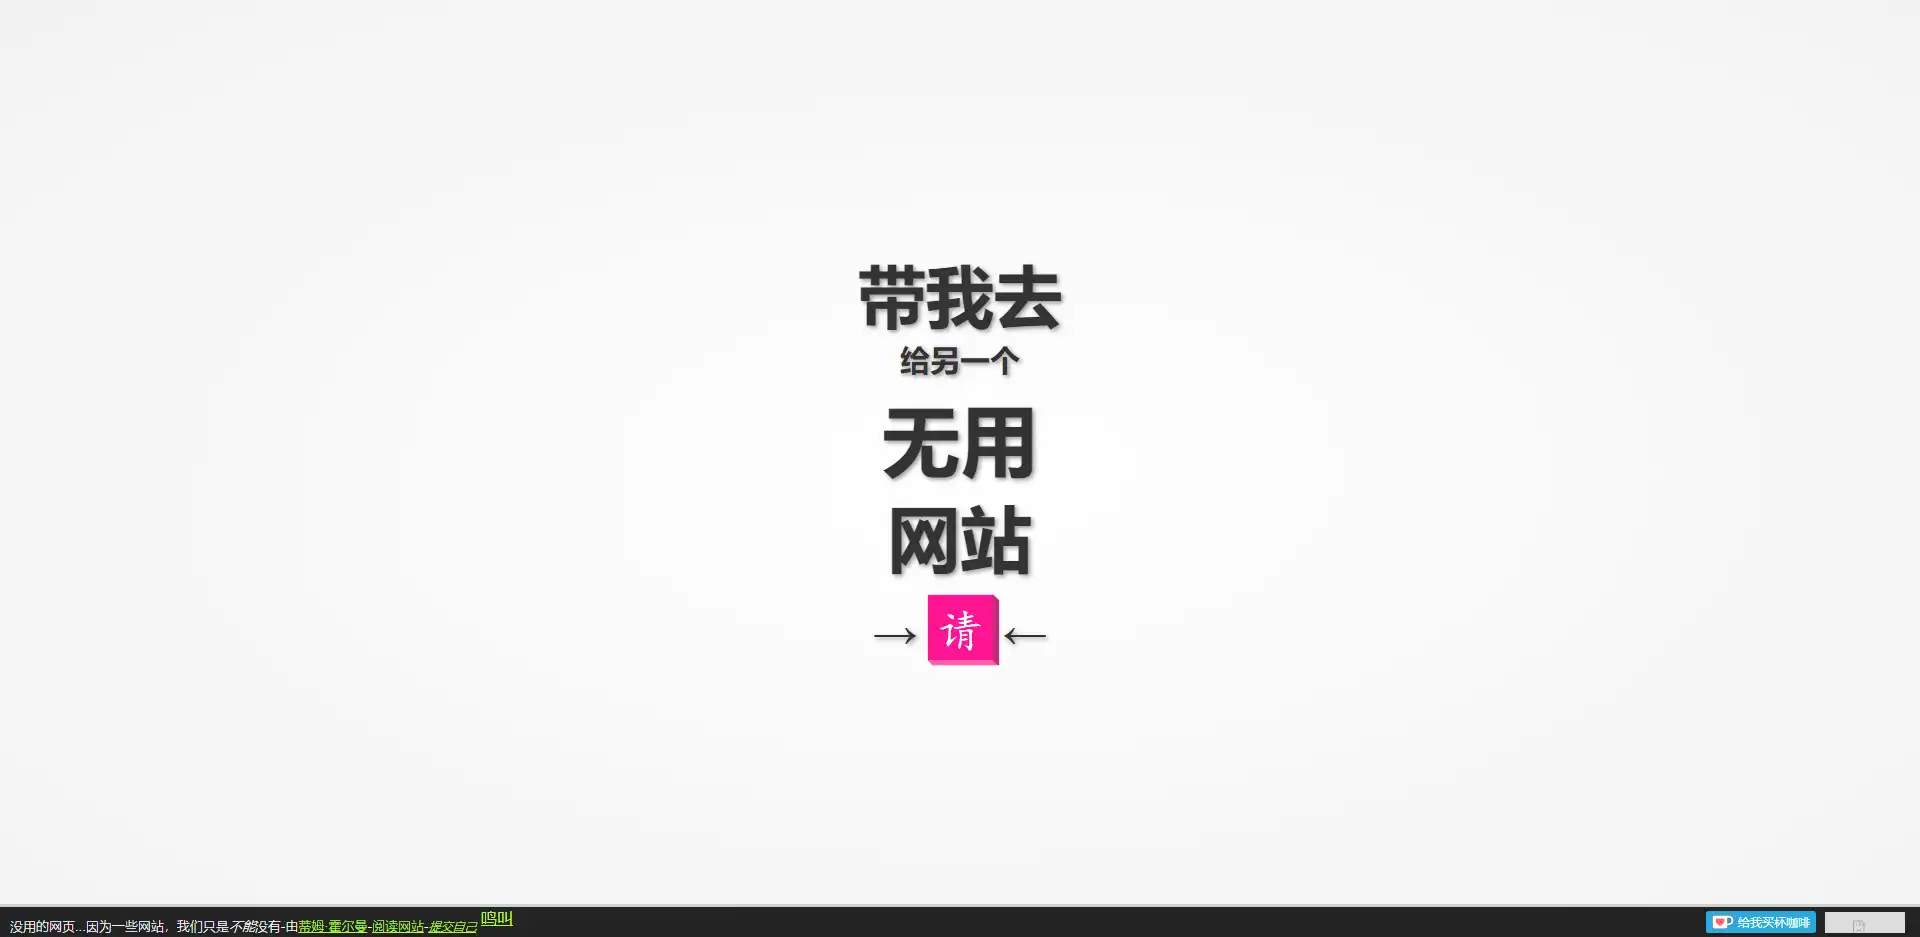 带我去
给另一个
无用
网站
→ 请 ←
没用的网页...因为一些网站，我们只是不能没有-由蒂姆·霍尔曼-阅读网站-提交自己 鸣叫
给我买杯咖啡